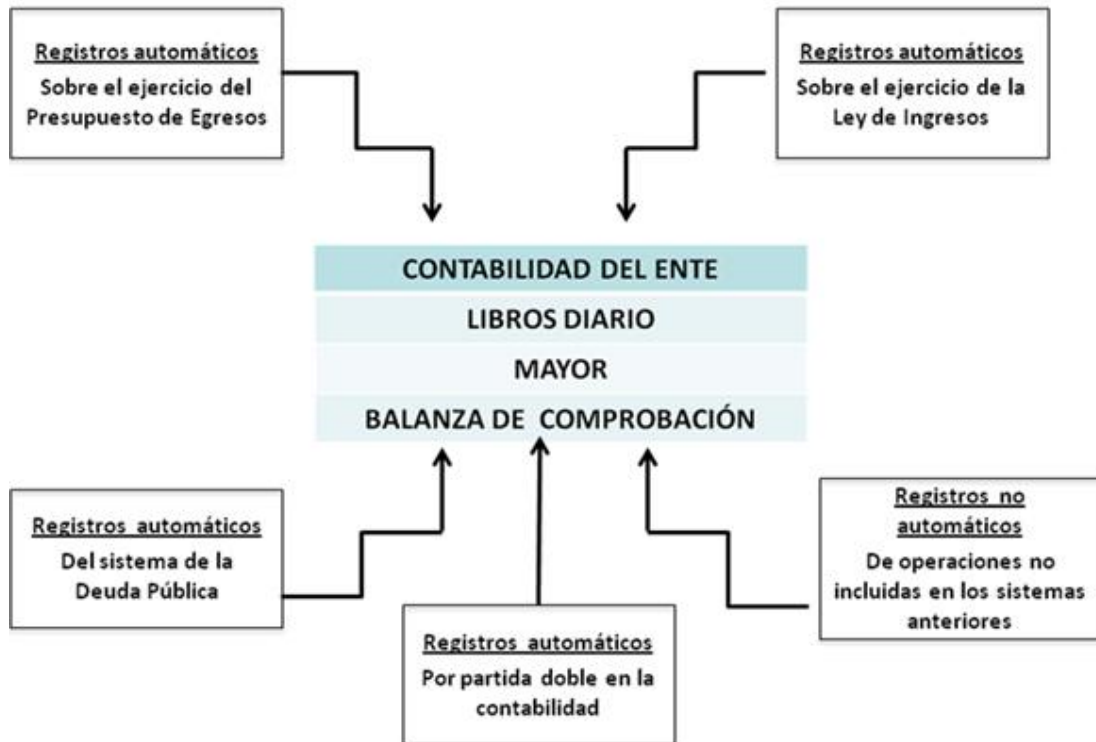 Registros automáticos
Sobre el ejercicio del
Presupuesto de Egresos
Registros automáticos
Sobre el ejercicio de la
Ley de Ingresos
CONTABILIDAD DEL ENTE
LIBROS DIARIO
MAYOR
BALANZA DE COMPROBACIÓN
Registros automáticos
Del sistema de la
Deuda Pública
Registros automáticos
Por partida doble en la
contabilidad
Registros no
automáticos
De operaciones no
incluidas en los sistemas
anteriores